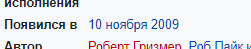 исполнения
Появился в 10 ноября 2009
Автор Роберт Гризмер, Роб Пайк и